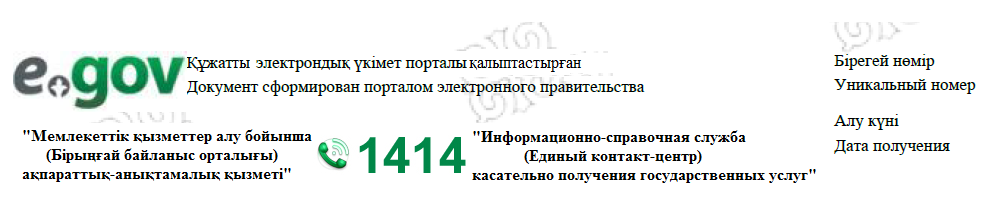 e.gov
Құжатты электрондық үкімет порталы қалыптастырған
Документ сформирован порталом электронного правительства
Бірегей нөмір
Уникальный номер
Алу күні
Дата получения
"Мемлекеттік қызметтер алу бойынша
(Бірыңғай байланыс орталығы)
ақпараттық-анықтамалық қызметі"
1414
"Информационно-справочная служба
(Единый контакт-центр)
касательно получения государственных услуг"